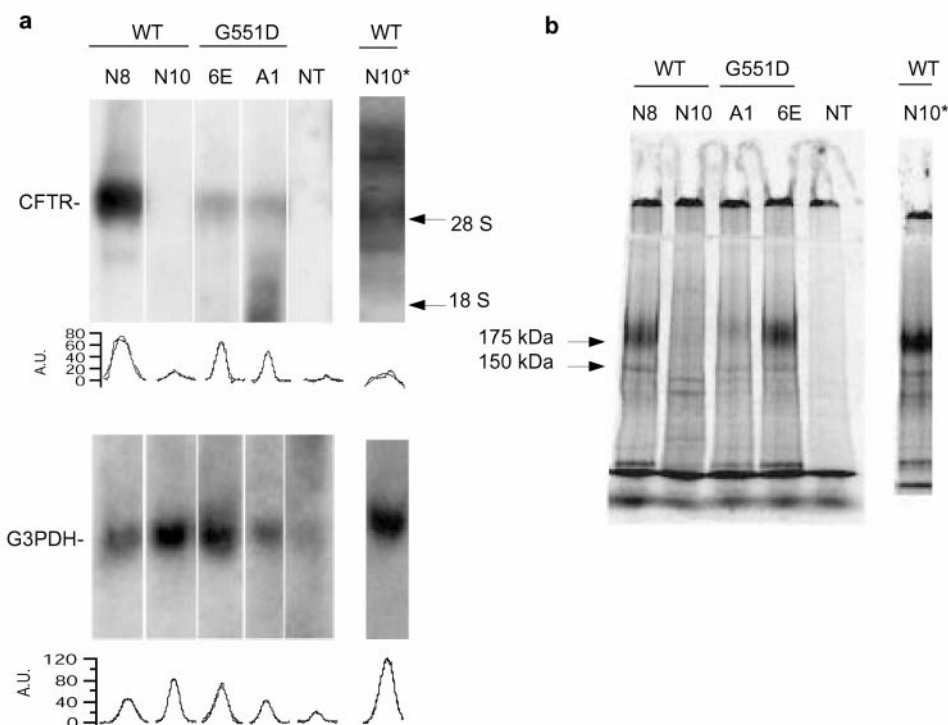 a
WT G551D WT
N8 N10 6E A1 NT N10*
CFTR-
28 S
18 S
A.U.
80
60
40
20
0
G3PDH-
A.U.
120
80
40
0
b
WT G551D WT
N8 N10 A1 6E NT N10*
175 kDa
150 kDa